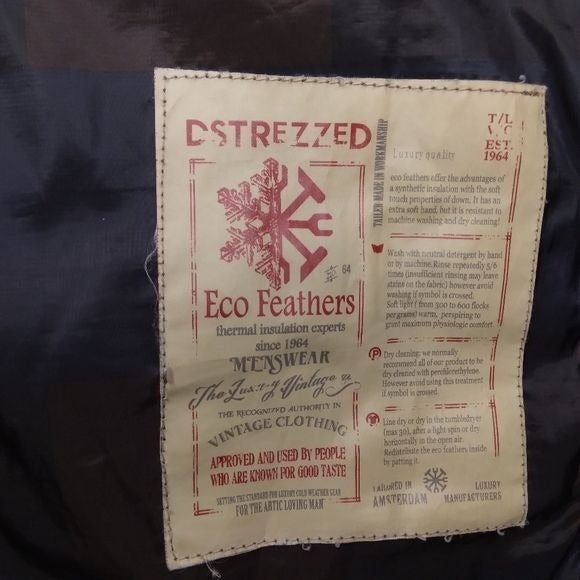 DSTREZZED
64
Eco Feathers
thermal insulation experts
since 1964
MENSWEAR
The Luxury Vintage
THE RECOGNIZED AUTHORITY IN
VINTAGE CLOTHING
APPROVED AND USED BY PEOPLE
WHO ARE KNOWN FOR GOOD TASTE
SETTING THE STANDARD FOR LUXURY COLD WEATHER GEAR
FOR THE ARTIC LOVING MAN
TAILER-MADE IN WORKMANSHIP
T/L
EST.
1964
Luxury quality
eco feathers offer the advantages of
a synthetic insulation with the soft
touch properties of down. It has an
extra soft hand, but it is resistant to
machine washing and dry cleaning!
Wash with neutral detergent by hand
or by machine. Rinse repeatedly 5/6
times (insufficient rinsing may leave
stains on the fabric) however avoid
washing if symbol is crossed.
Soft light (from 300 to 600 flocks
pergrams) warm, perspiring to
grant maximum physiologic comfort.
P
Dry cleaning: we normally
recommend all of our product to be
dry cleaned with percloroethylene.
However avoid using this treatment
if symbol is crossed.
Line dry or dry in the tumbledryer
(max 30), after a light spin or dry
horizontally in the open air.
Redistribute the eco feathers inside
by patting it.
TAILORED IN
AMSTERDAM
LUXURY
MANUFACTURERS